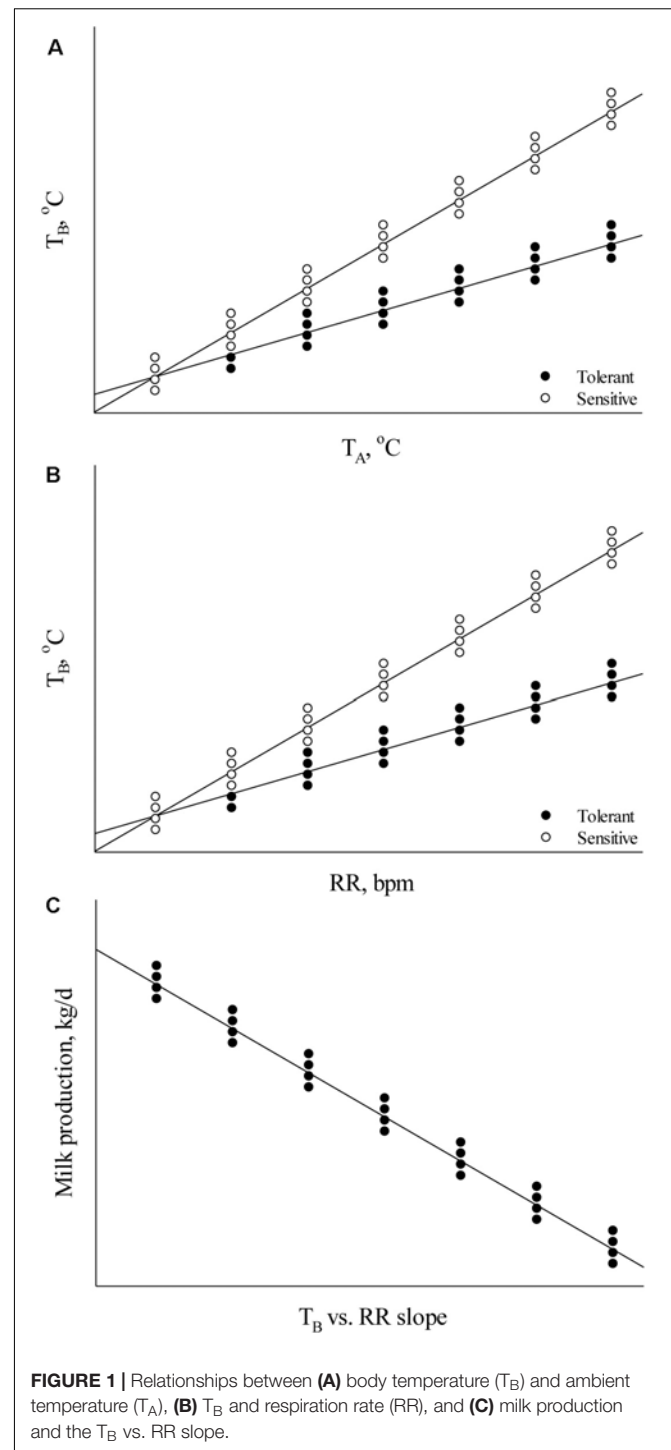 A
T_B, °C
Tolerant
Sensitive
T_A, °C
B
T_B, °C
Tolerant
Sensitive
RR, bpm
C
Milk production, kg/d
T_B vs. RR slope
FIGURE 1 | Relationships between (A) body temperature (T_B) and ambient
temperature (T_A), (B) T_B and respiration rate (RR), and (C) milk production
and the T_B vs. RR slope.